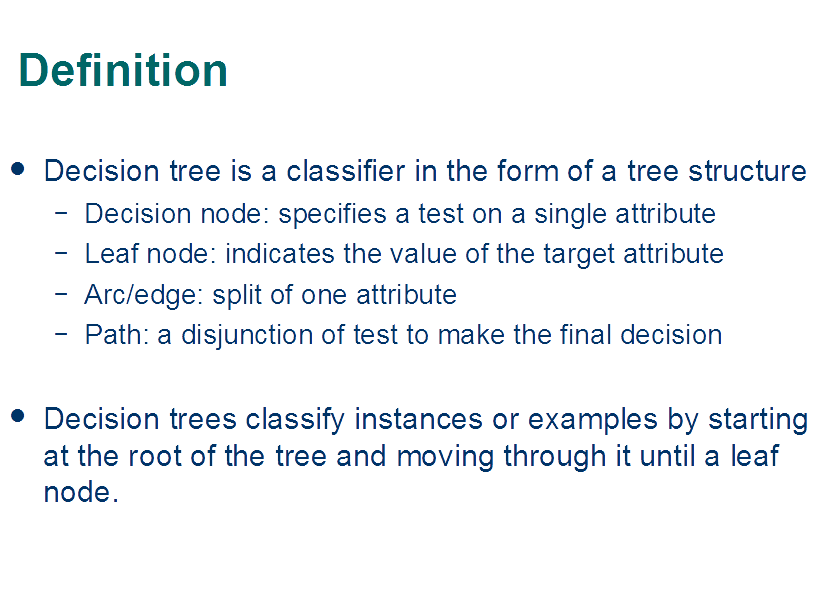 Definition
• Decision tree is a classifier in the form of a tree structure
– Decision node: specifies a test on a single attribute
– Leaf node: indicates the value of the target attribute
– Arc/edge: split of one attribute
– Path: a disjunction of test to make the final decision
• Decision trees classify instances or examples by starting
at the root of the tree and moving through it until a leaf
node.